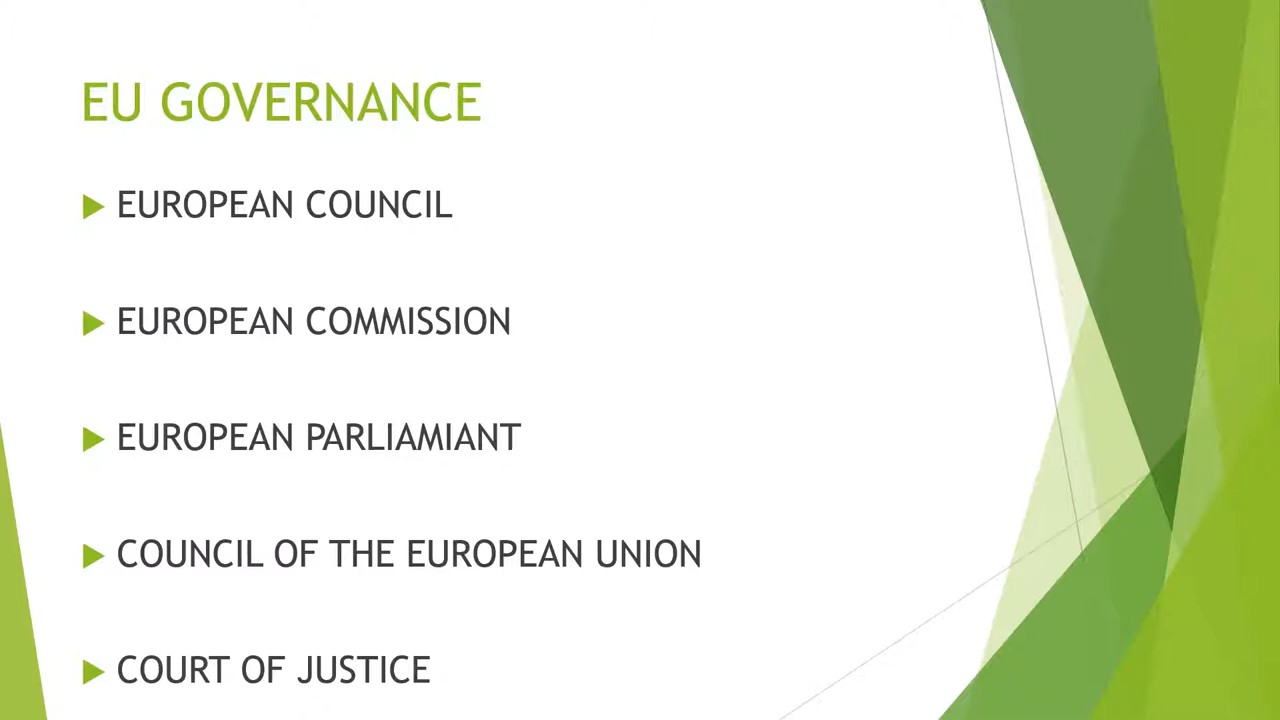 EU GOVERNANCE
EUROPEAN COUNCIL
EUROPEAN COMMISSION
EUROPEAN PARLIAMIANT
COUNCIL OF THE EUROPEAN UNION
COURT OF JUSTICE